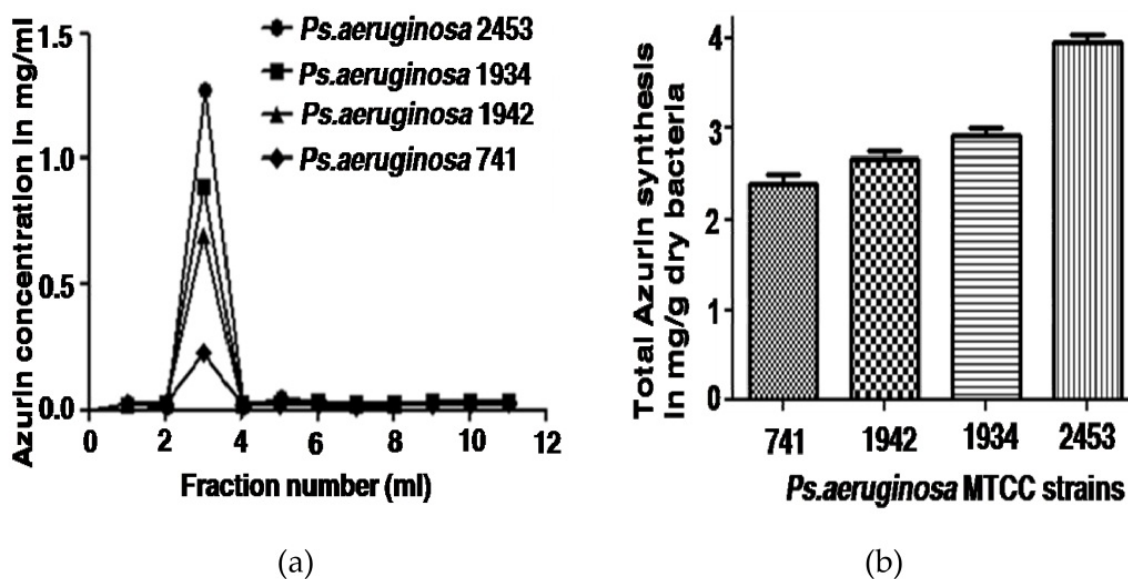 Azurin concentration In mg/ml
1.5
1.0
0.5
0.0
Ps.aeruginosa 2453
Ps.aeruginosa 1934
Ps.aeruginosa 1942
Ps.aeruginosa 741
0 2 4 6 8 10 12
Fraction number (ml)
(a)
Total Azurin synthesis
In mg/g dry bacteria
4
3
2
1
0
741 1942 1934 2453
Ps.aeruginosa MTCC strains
(b)